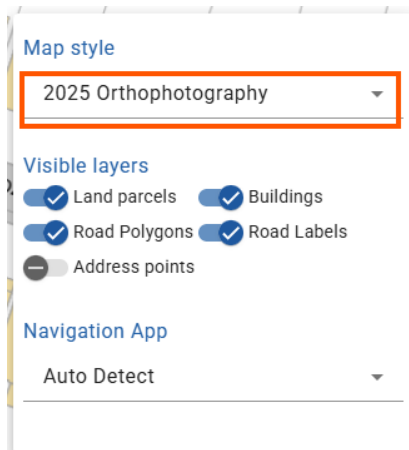 Map style
2025 Orthophotography
Visible layers
Land parcels Buildings
Road Polygons Road Labels
Address points
Navigation App
Auto Detect